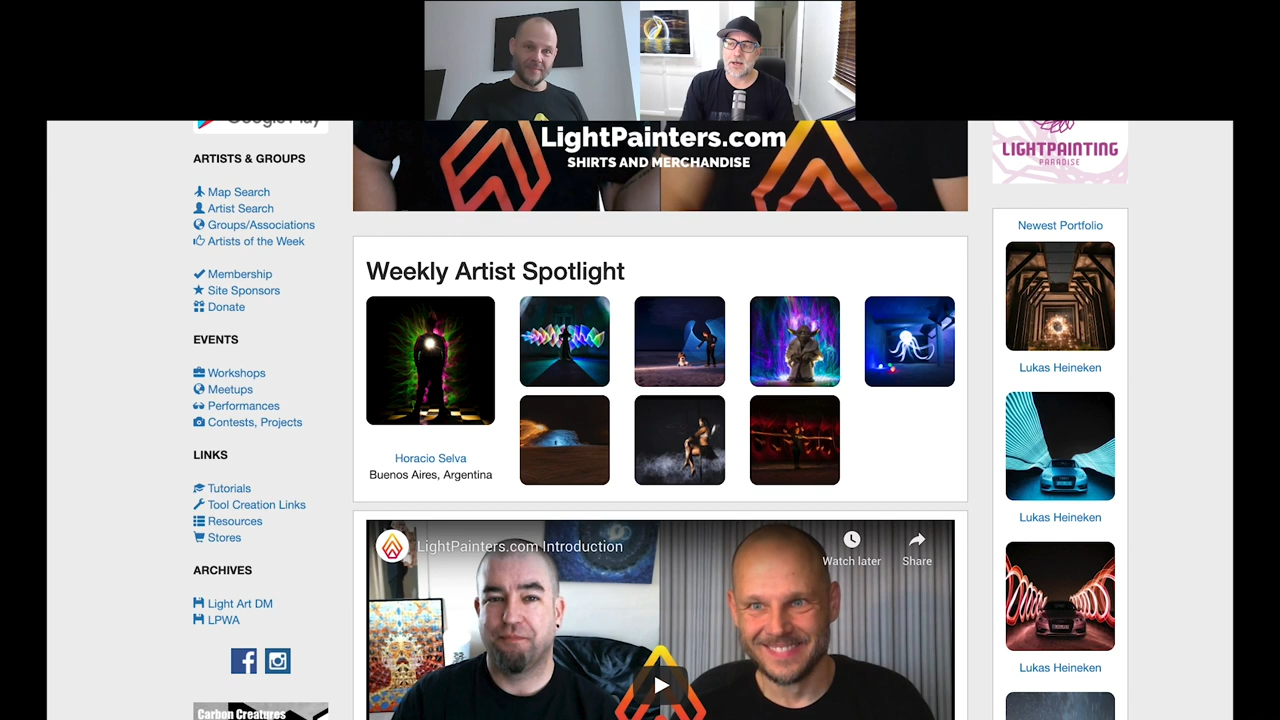 Google Play
ARTISTS & GROUPS
Map Search
Artist Search
Groups/Associations
Artists of the Week
Membership
Site Sponsors
Donate
EVENTS
Workshops
Meetups
Performances
Contests, Projects
LINKS
Tutorials
Tool Creation Links
Resources
Stores
ARCHIVES
Light Art DM
LPWA
Carbon Creatures
LightPainters.com
SHIRTS AND MERCHANDISE
Weekly Artist Spotlight
Horacio Selva
Buenos Aires, Argentina
LightPainters.com Introduction
Watch later
Share
LIGHTPAINTING
PARADISE
Newest Portfolio
Lukas Heineken
Lukas Heineken
Lukas Heineken